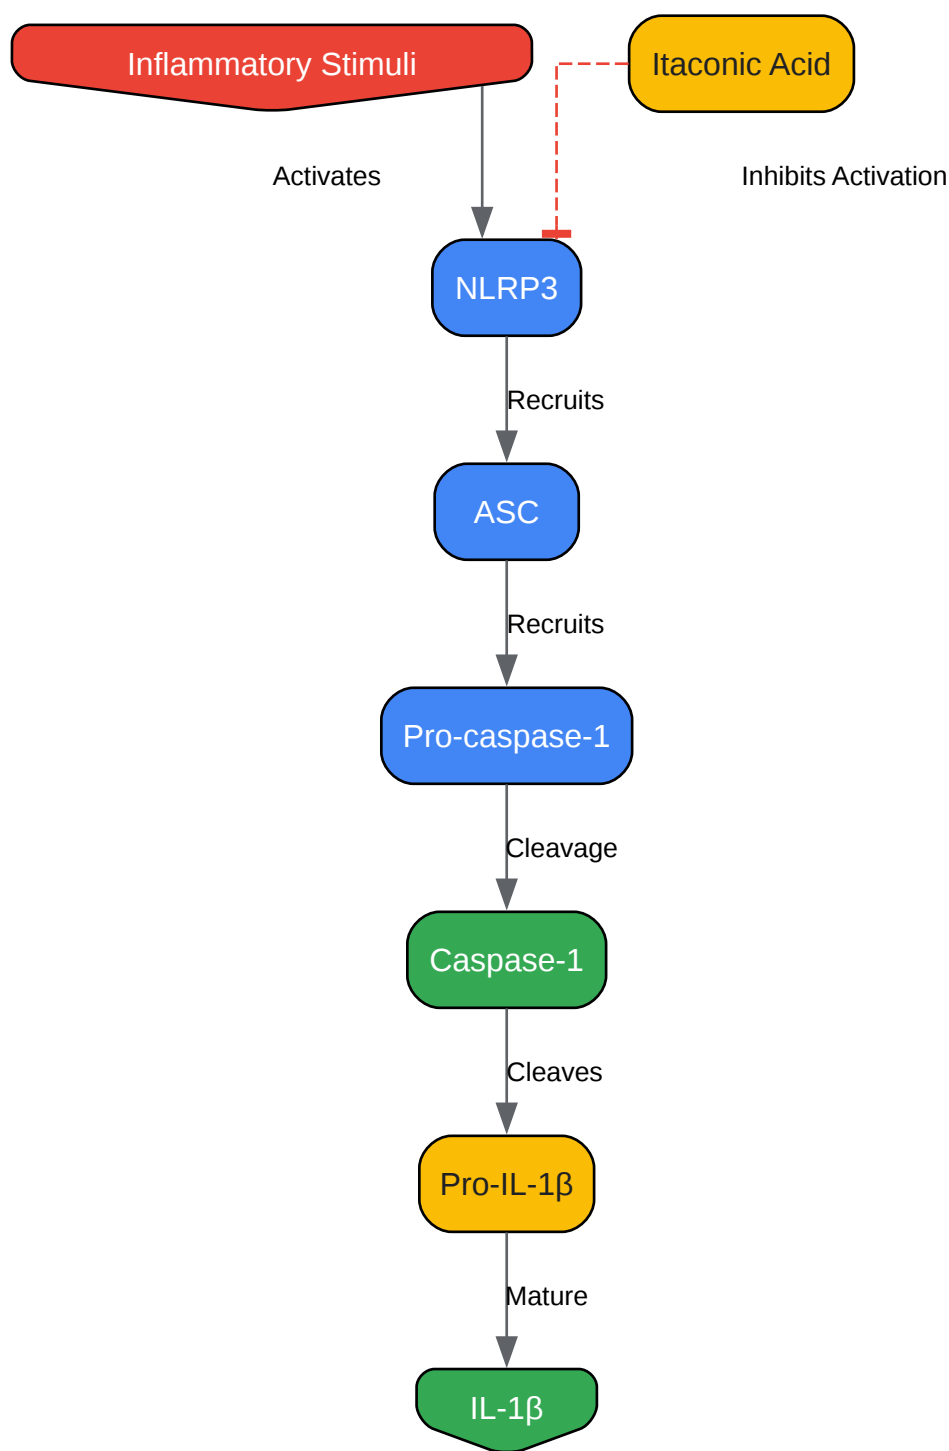 Inflammatory Stimuli
Itaconic Acid
Activates
Inhibits Activation
NLRP3
Recruits
ASC
Recruits
Pro-caspase-1
Cleavage
Caspase-1
Cleaves
Pro-IL-1β
Mature
IL-1β